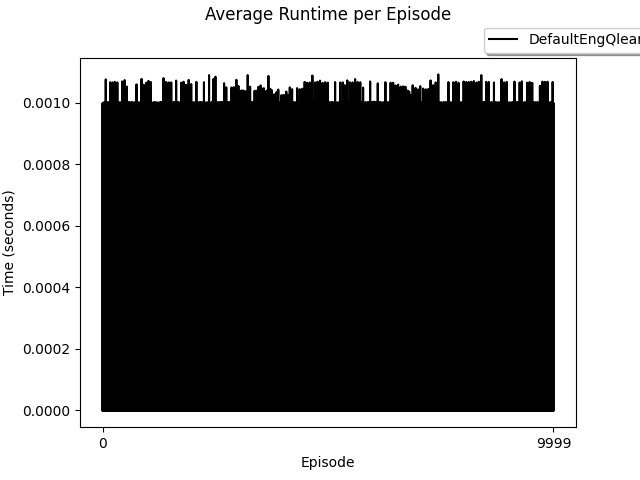 Average Runtime per Episode
DefaultEngQlear
Time (seconds)
0.0010
0.0008
0.0006
0.0004
0.0002
0.0000
0
9999
Episode